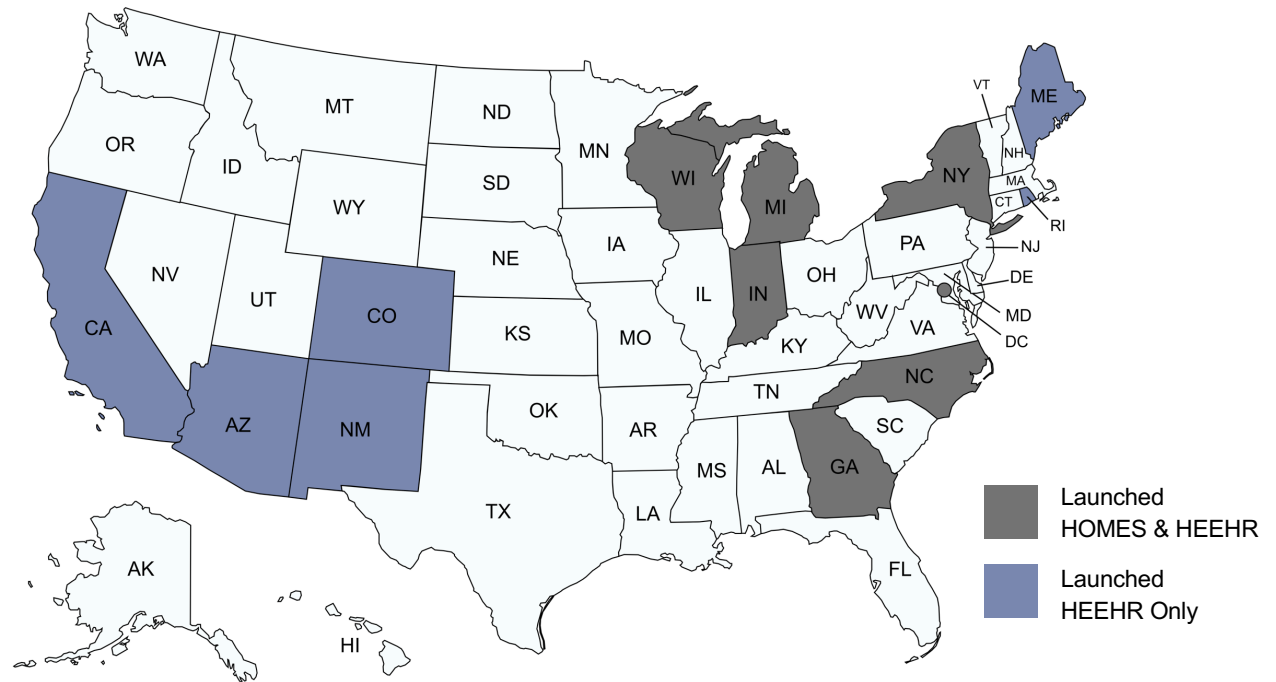 WA
MT
ND
MN
OR
ID
SD
WI
MI
NY
VT
ME
NH
MA
CT
RI
WY
IA
NE
PA
NJ
NV
UT
CO
IL
IN
OH
DE
MD
DC
CA
KS
MO
WV
VA
KY
AZ
NM
OK
TN
NC
AR
SC
MS
AL
GA
TX
LA
FL
AK
HI
Launched
HOMES & HEEHR
Launched
HEEHR Only